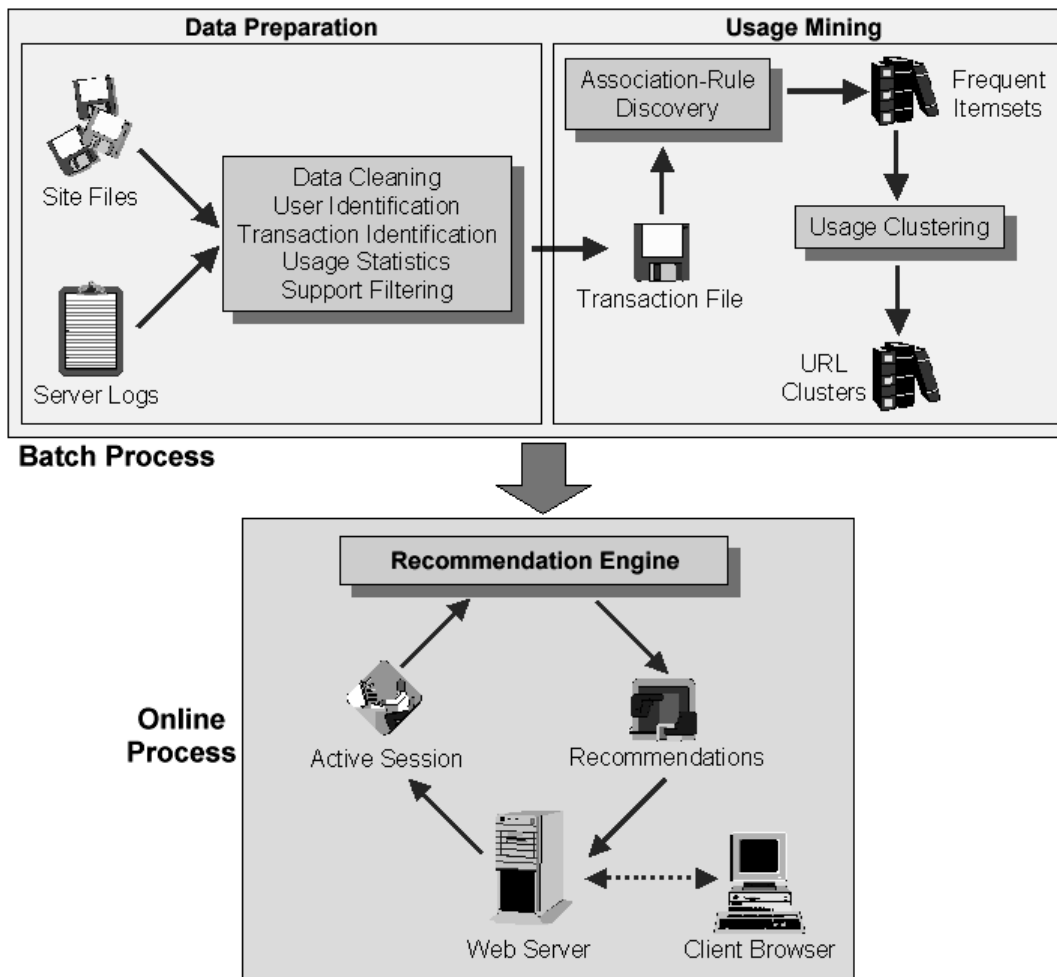 Data Preparation
Site Files
Server Logs
Data Cleaning
User Identification
Transaction Identification
Usage Statistics
Support Filtering
Usage Mining
Association-Rule
Discovery
Frequent
Itemsets
Transaction File
Usage Clustering
URL
Clusters
Batch Process
Recommendation Engine
Online
Process
Active Session
Recommendations
Web Server
Client Browser